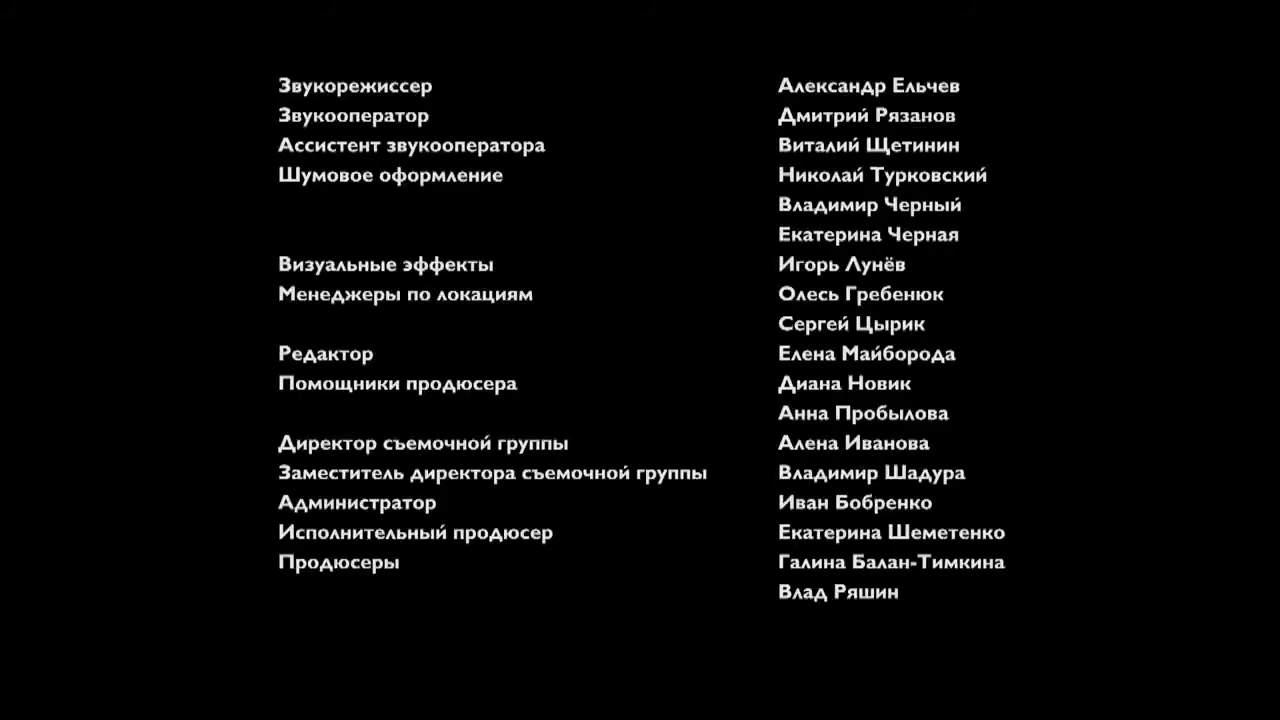 Звукорежиссер Александр Ельчев
Звукооператор Дмитрий Рязанов
Ассистент звукооператора Виталий Щетинин
Шумовое оформление Николай Турковский
Владимир Черный
Екатерина Черная
Визуальные эффекты Игорь Лунёв
Менеджеры по локациям Олесь Гребенюк
Сергей Цырик
Редактор Елена Майборода
Помощники продюсера Диана Новик
Анна Пробылова
Директор съемочной группы Алена Иванова
Заместитель директора съемочной группы Владимир Шадура
Администратор Иван Бобренко
Исполнительный продюсер Екатерина Шеметенко
Продюсеры Галина Балан-Тимкина
Влад Ряшин